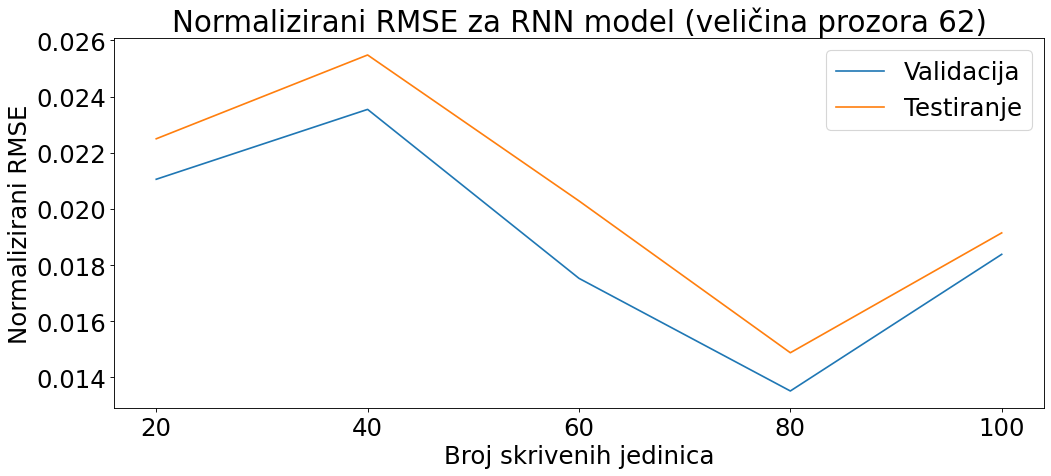 Normalizirani RMSE za RNN model (veličina prozora 62)
Normalizirani RMSE
0.026
0.024
0.022
0.020
0.018
0.016
0.014
Validacija
Testiranje
20 40 60 80 100
Broj skrivenih jedinica